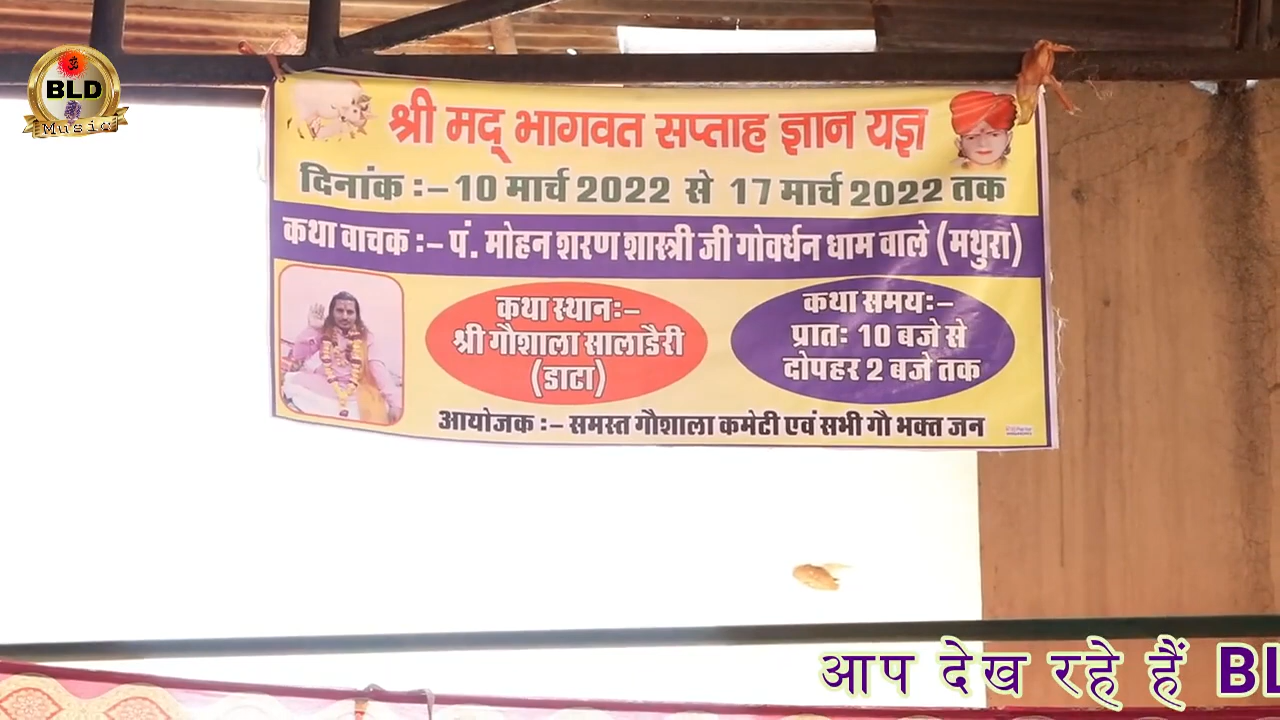 ॐ
BLD
Music
श्री मद् भागवत सप्ताह ज्ञान यज्ञ
दिनांक :– 10 मार्च 2022 से 17 मार्च 2022 तक
कथा वाचक :– पं. मोहन शरण शास्त्री जी गोवर्धन धाम वाले (मथुरा)
कथा स्थानः–
श्री गौशाला सालाडैरी
(डाटा)
कथा समयः–
प्रातः 10 बजे से
दोपहर 2 बजे तक
आयोजक :– समस्त गौशाला कमेटी एवं सभी गौ भक्त जन
आप देख रहे हैं BL